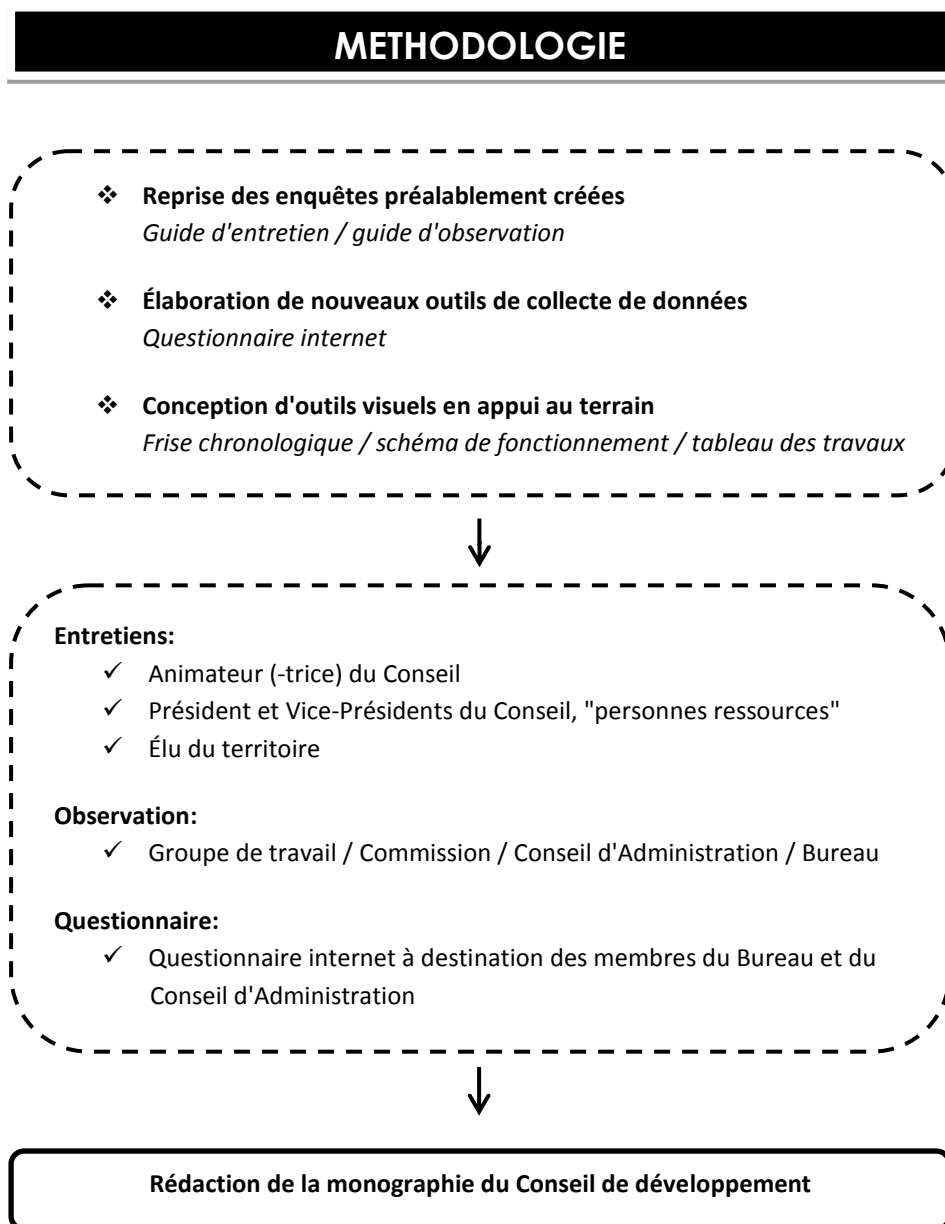 METHODOLOGIE
❖ Reprise des enquêtes préalablement créées
Guide d'entretien / guide d'observation
❖ Élaboration de nouveaux outils de collecte de données
Questionnaire internet
❖ Conception d'outils visuels en appui au terrain
Frise chronologique / schéma de fonctionnement / tableau des travaux
Entretiens:
✓ Animateur (-trice) du Conseil
✓ Président et Vice-Présidents du Conseil, "personnes ressources"
✓ Élu du territoire
Observation:
✓ Groupe de travail / Commission / Conseil d'Administration / Bureau
Questionnaire:
✓ Questionnaire internet à destination des membres du Bureau et du
Conseil d'Administration
Rédaction de la monographie du Conseil de développement